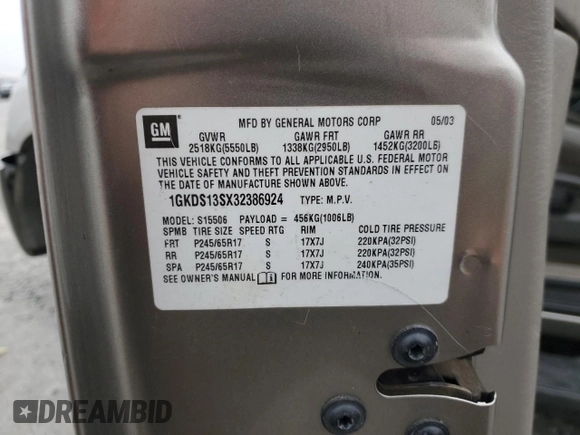 GM
®
MFD BY GENERAL MOTORS CORP 05/03
GVWR GAWR FRT GAWR RR
2518KG(5550LB) 1338KG(2950LB) 1452KG(3200LB)
THIS VEHICLE CONFORMS TO ALL APPLICABLE U.S. FEDERAL MOTOR
VEHICLE SAFETY AND THEFT PREVENTION STANDARDS IN EFFECT ON
THE DATE OF MANUFACTURE SHOWN ABOVE.
1GKDS13SX32386924 TYPE: M.P.V.
MODEL: S15506 PAYLOAD = 456KG(1006LB)
SPMB TIRE SIZE SPEED RTG RIM COLD TIRE PRESSURE
FRT P245/65R17 S 17X7J 220KPA(32PSI)
RR P245/65R17 S 17X7J 220KPA(32PSI)
SPA P245/65R17 S 17X7J 240KPA(35PSI)
SEE OWNER'S MANUAL FOR MORE INFORMATION.
DREAMBID